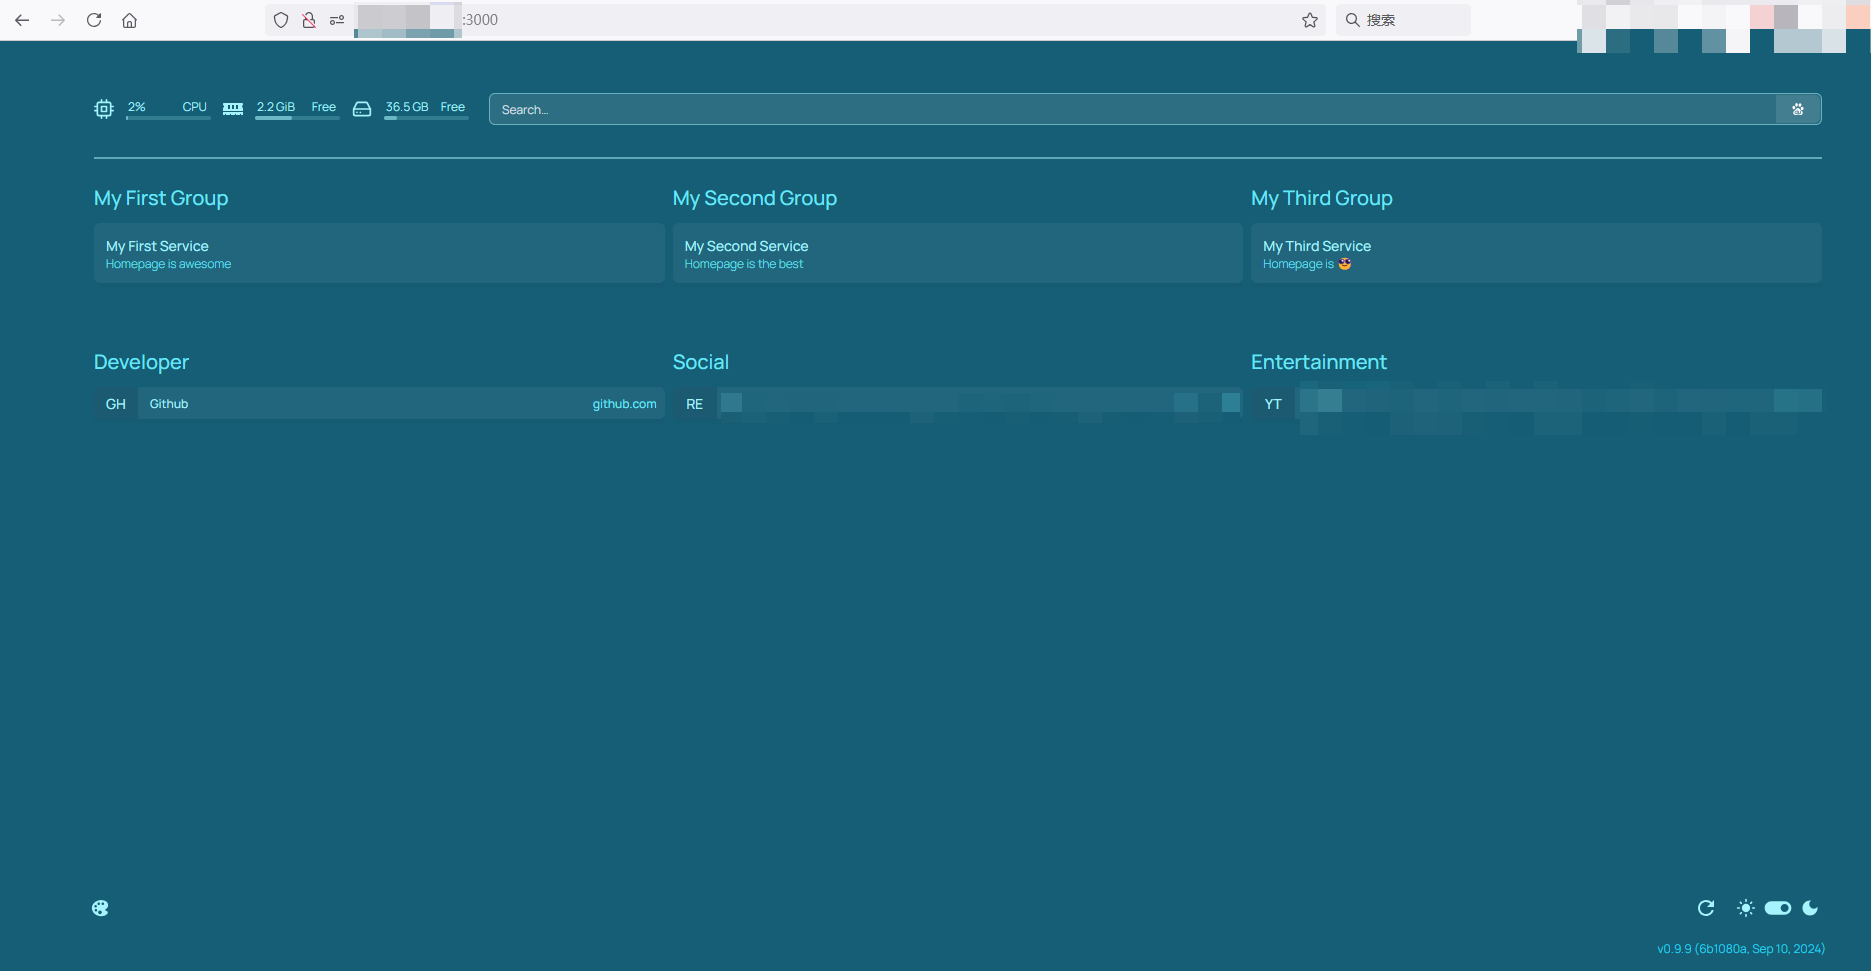 :3000
搜索
2% CPU 2.2 GiB Free 36.5 GB Free Search...
My First Group
My First Service
Homepage is awesome
My Second Group
My Second Service
Homepage is the best
My Third Group
My Third Service
Homepage is 😎
Developer
GH Github github.com
Social
RE
Entertainment
YT
v0.9.9 (6b1080a, Sep 10, 2024)